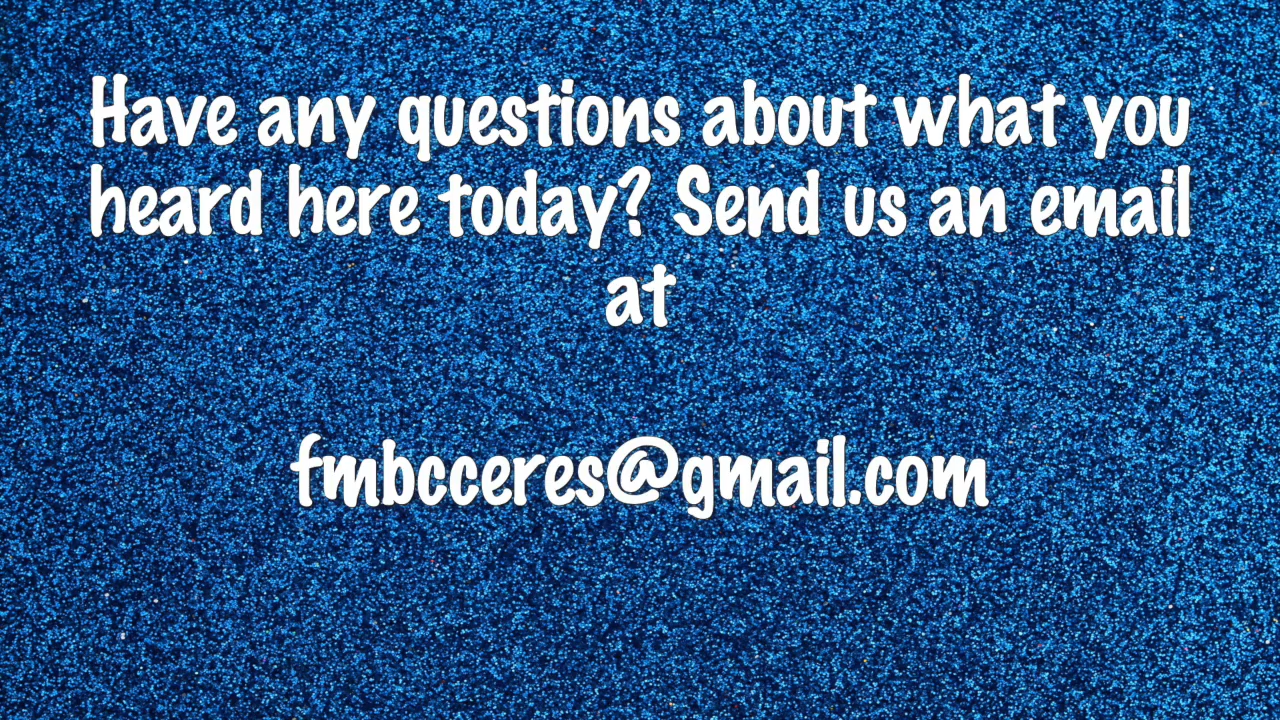 Have any questions about what you
heard here today? Send us an email
at
fmbcceres@gmail.com